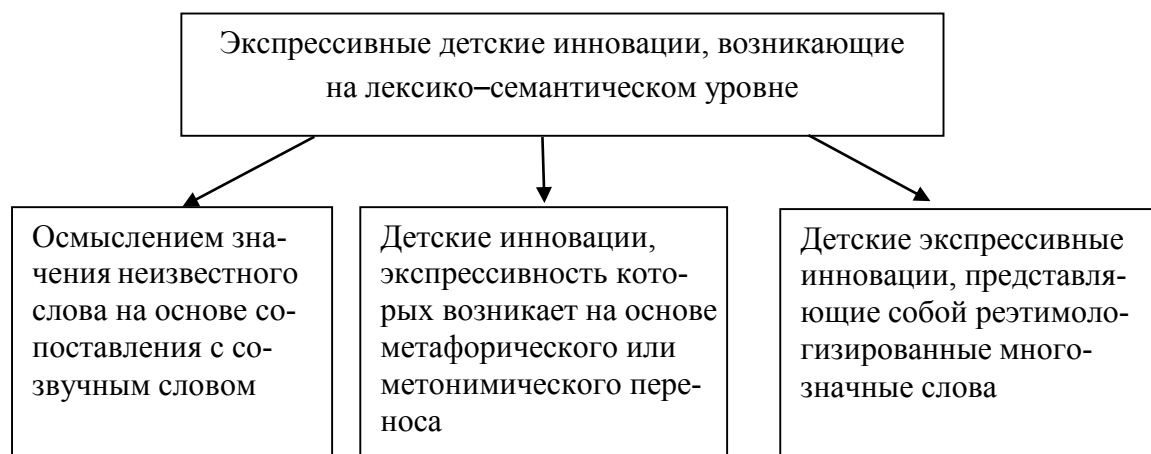 Экспрессивные детские инновации, возникающие
на лексико–семантическом уровне
Осмыслением зна-
чения неизвестного
слова на основе со-
поставления с со-
звучным словом
Детские инновации,
экспрессивность кото-
рых возникает на основе
метафорического или
метонимического пере-
носа
Детские экспрессивные
инновации, представля-
ющие собой реэтимоло-
гизированные много-
значные слова